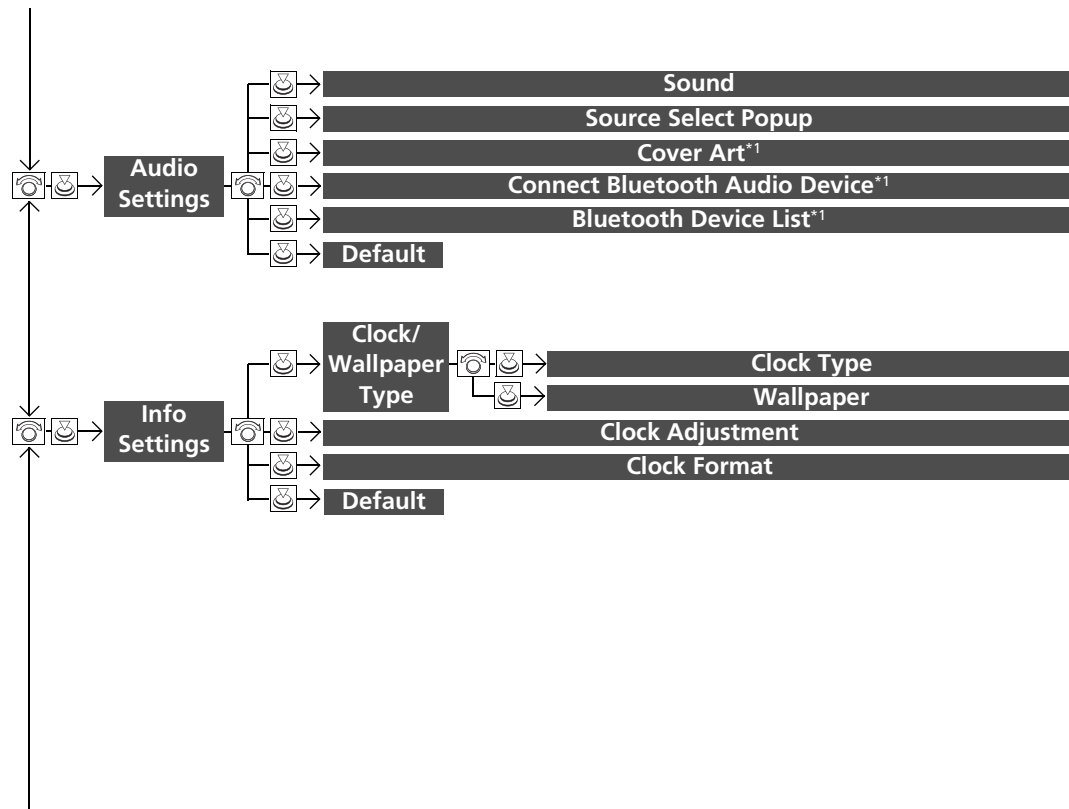 Sound
Source Select Popup
Cover Art*1
Audio
Settings
Connect Bluetooth Audio Device*1
Bluetooth Device List*1
Default
Clock/
Wallpaper
Type
Clock Type
Wallpaper
Info
Settings
Clock Adjustment
Clock Format
Default